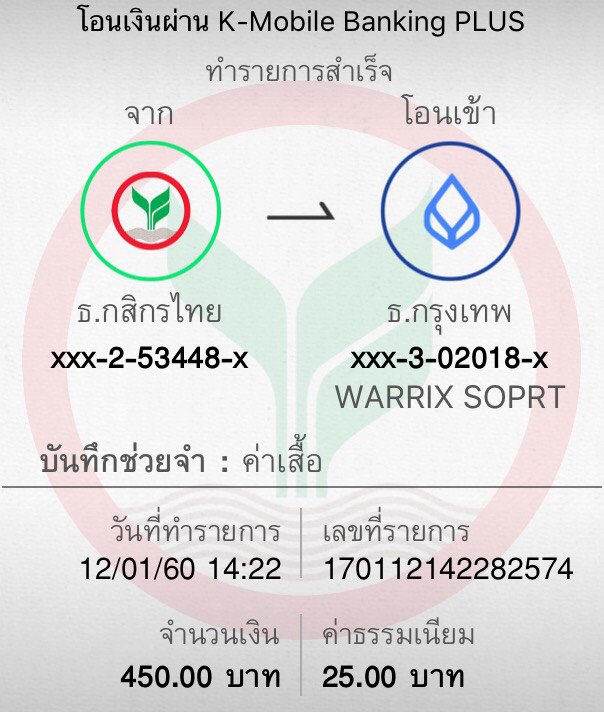 โอนเงินผ่าน K-Mobile Banking PLUS
ทำรายการสำเร็จ
จาก
โอนเข้า
ธ.กสิกรไทย
ธ.กรุงเทพ
xxx-2-53448-x
xxx-3-02018-x
WARRIX SOPRT
บันทึกช่วยจำ : ค่าเสื้อ
วันที่ทำรายการ
เลขที่รายการ
12/01/60 14:22
170112142282574
จำนวนเงิน
ค่าธรรมเนียม
450.00 บาท
25.00 บาท